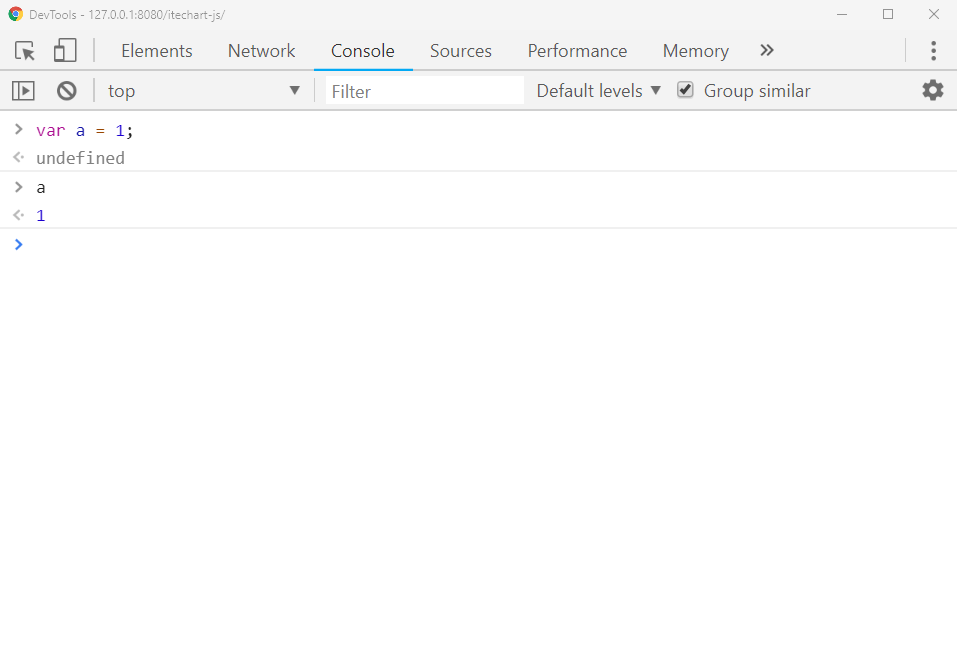 DevTools - 127.0.0.1:8080/itechart-js/
Elements Network Console Sources Performance Memory
top Filter Default levels Group similar
var a = 1;
undefined
a
1